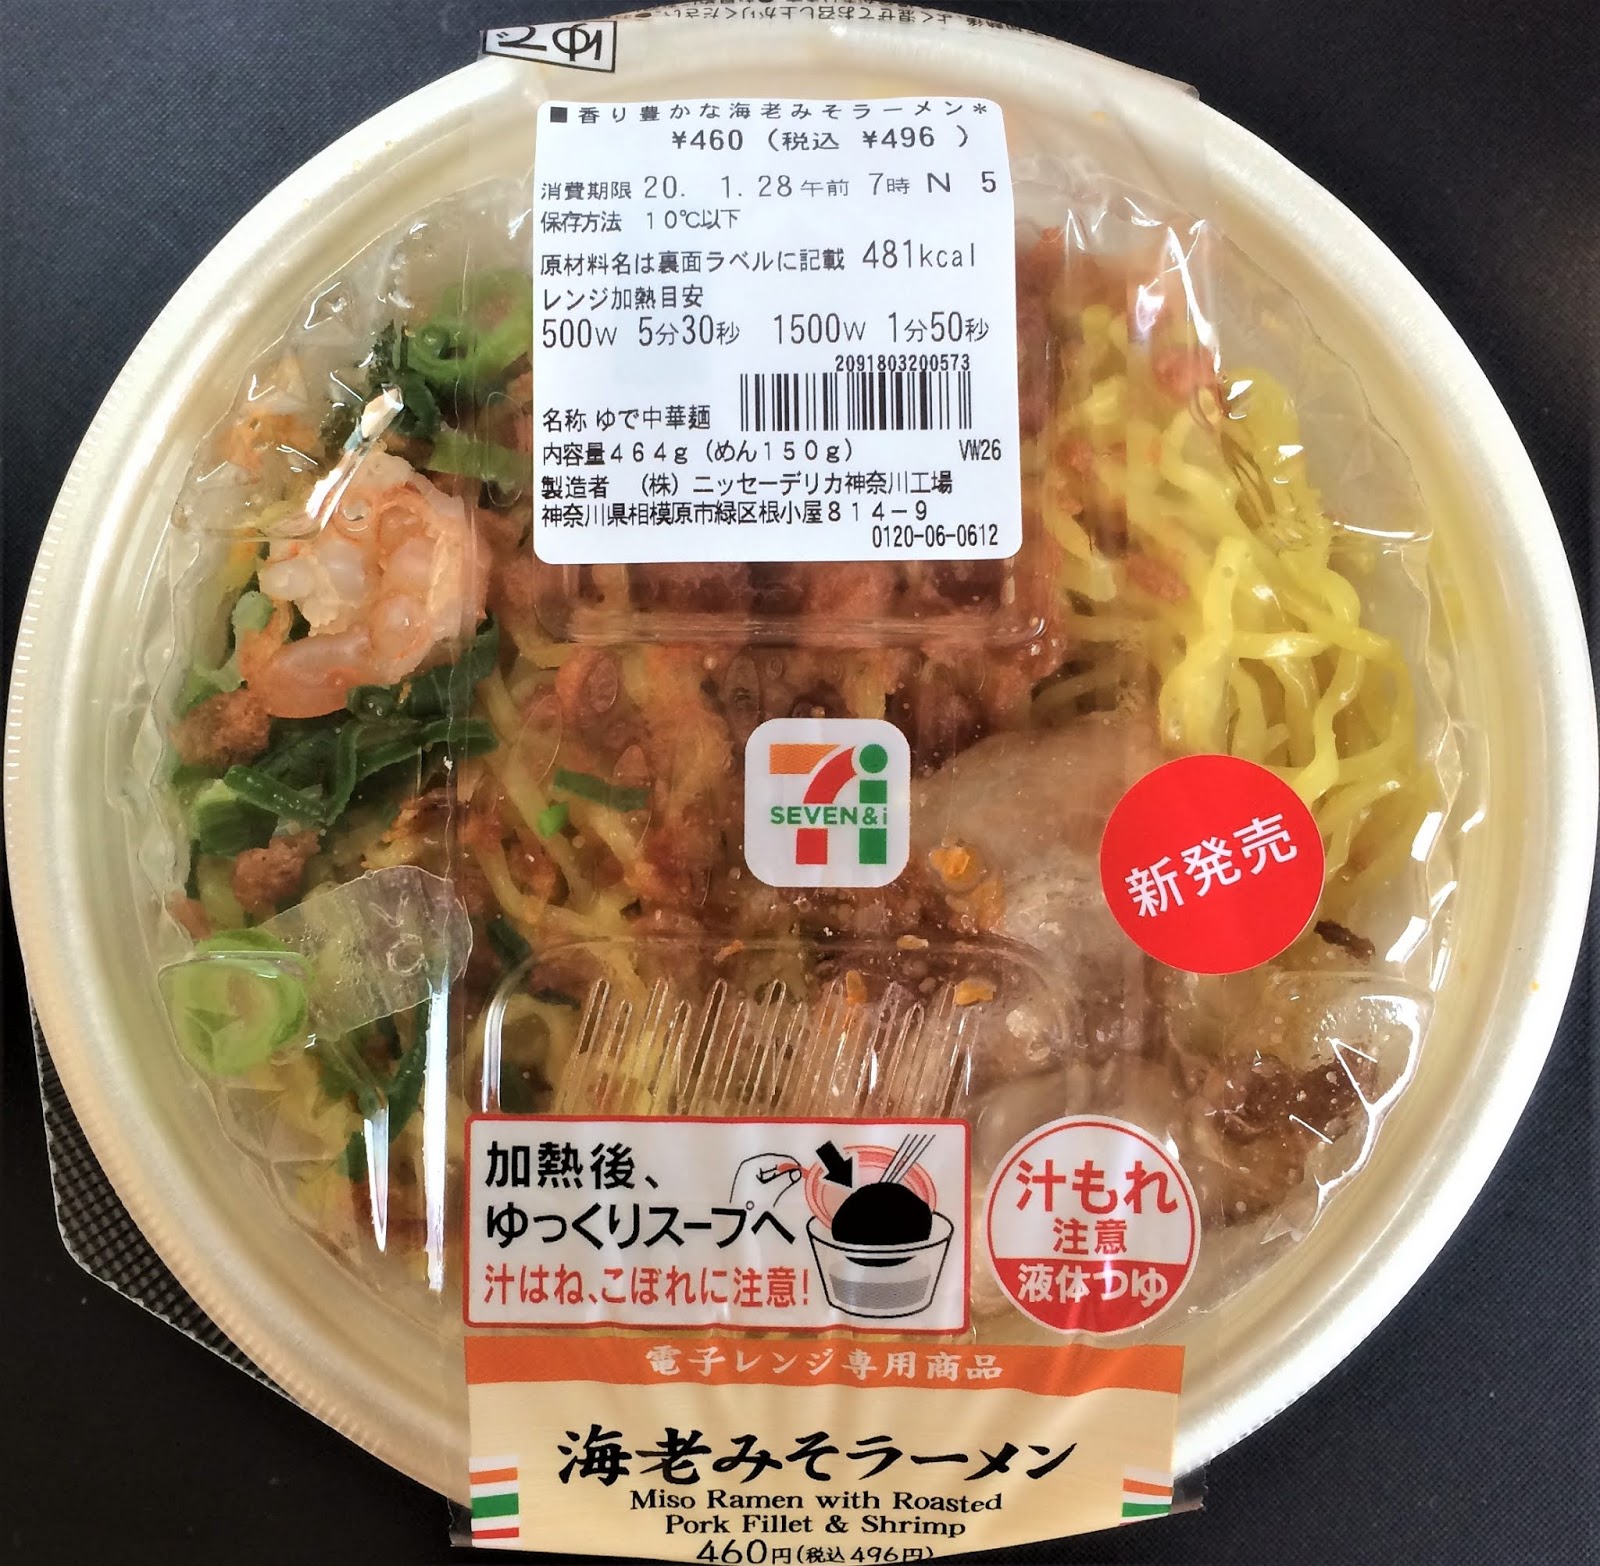 ゆで
■香り豊かな海老みそラーメン*
¥460 (税込 ¥496 )
消費期限 20. 1. 28午前 7時 N 5
保存方法 10℃以下
原材料名は裏面ラベルに記載 481kcal
レンジ加熱目安
500W 5分30秒 1500W 1分50秒
2091803200573
名称 ゆで中華麺
内容量464g(めん150g) VW26
製造者 (株)ニッセーデリカ神奈川工場
神奈川県相模原市緑区根小屋814-9
0120-06-0612
SEVEN&i
新発売
加熱後、
ゆっくりスープへ
汁はね、こぼれに注意!
汁もれ
注意
液体つゆ
電子レンジ専用商品
海老みそラーメン
Miso Ramen with Roasted
Pork Fillet & Shrimp
460円(税込496円)